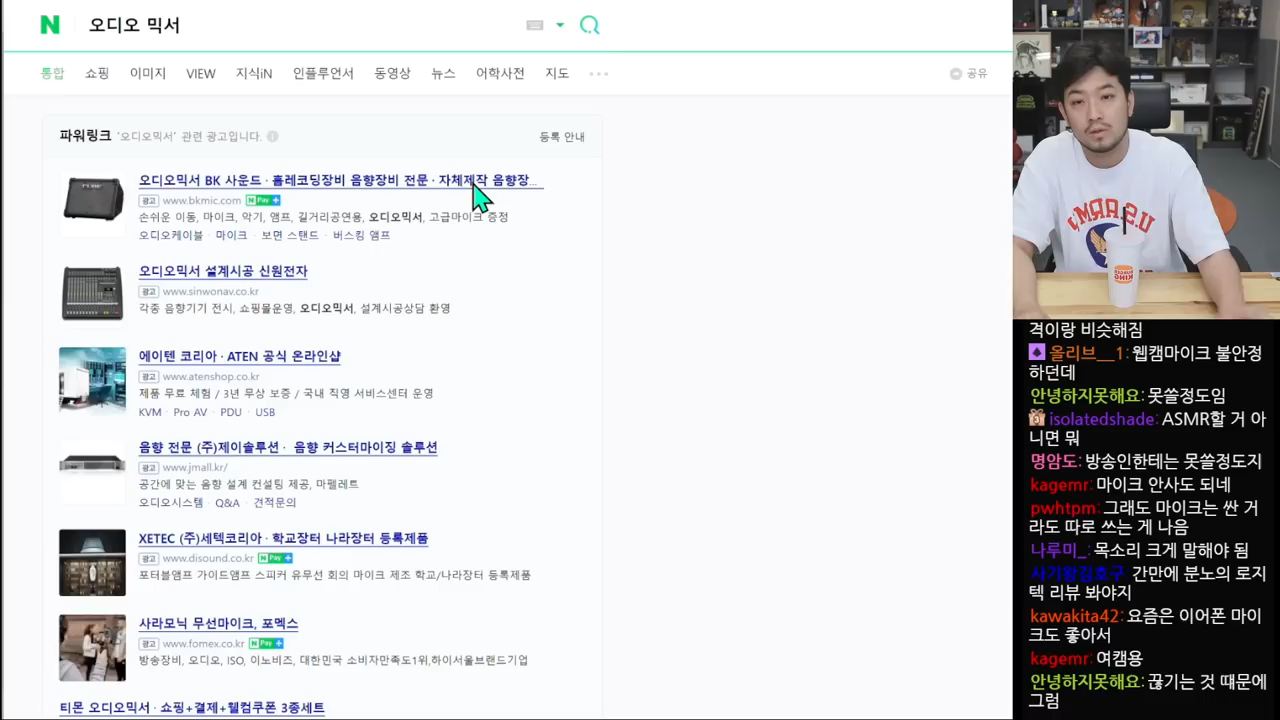 N 오디오 믹서
통합 쇼핑 이미지 VIEW 지식iN 인플루언서 동영상 뉴스 어학사전 지도 공유
파워링크 '오디오믹서' 관련 광고입니다. 등록 안내
오디오믹서 BK 사운드 · 홈레코딩장비 음향장비 전문 · 자체제작 음향장...
광고 www.bkmic.com N Pay +
손쉬운 이동, 마이크, 악기, 앰프, 길거리공연용, 오디오믹서, 고급마이크 증정
오디오케이블 · 마이크 · 보면 스탠드 · 버스킹 앰프
오디오믹서 설계시공 신원전자
광고 www.sinwonav.co.kr
각종 음향기기 전시, 쇼핑몰운영, 오디오믹서, 설계시공상담 환영
에이텐 코리아 · ATEN 공식 온라인샵
광고 www.atenshop.co.kr
제품 무료 체험 / 3년 무상 보증 / 국내 직영 서비스센터 운영
KVM · Pro AV · PDU · USB
음향 전문 (주)제이솔루션 · 음향 커스터마이징 솔루션
광고 www.jmall.kr/
공간에 맞는 음향 설계 컨설팅 제공, 마펠레트
오디오시스템 · Q&A · 견적문의
XETEC (주)세텍코리아 · 학교장터 나라장터 등록제품
광고 www.disound.co.kr N Pay +
포터블앰프 가이드앰프 스피커 유무선 회의 마이크 제조 학교/나라장터 등록제품
사라모닉 무선마이크, 포멕스
광고 www.fomex.co.kr N Pay +
방송장비, 오디오, ISO, 이노비즈, 대한민국 소비자만족도1위,하이서울브랜드기업
티몬 오디오믹서 · 쇼핑+결제+웰컴쿠폰 3종세트
U.S. ARMY
BURGER
KING
격이랑 비슷해짐
올리브__1: 웹캠마이크 불안정
하던데
안녕하지못해요: 못쓸정도임
isolatedshade: ASMR할 거 아
니면 뭐
명암도: 방송인한테는 못쓸정도지
kagemr: 마이크 안사도 되네
pwhtpm: 그래도 마이크는 싼 거
라도 따로 쓰는 게 나음
나루미_: 목소리 크게 말해야 됨
사기왕김호구: 간만에 분노의 로지
텍 리뷰 봐야지
kawakita42: 요즘은 이어폰 마이
크도 좋아서
kagemr: 여캠용
안녕하지못해요: 끊기는 것 때문에
그럼